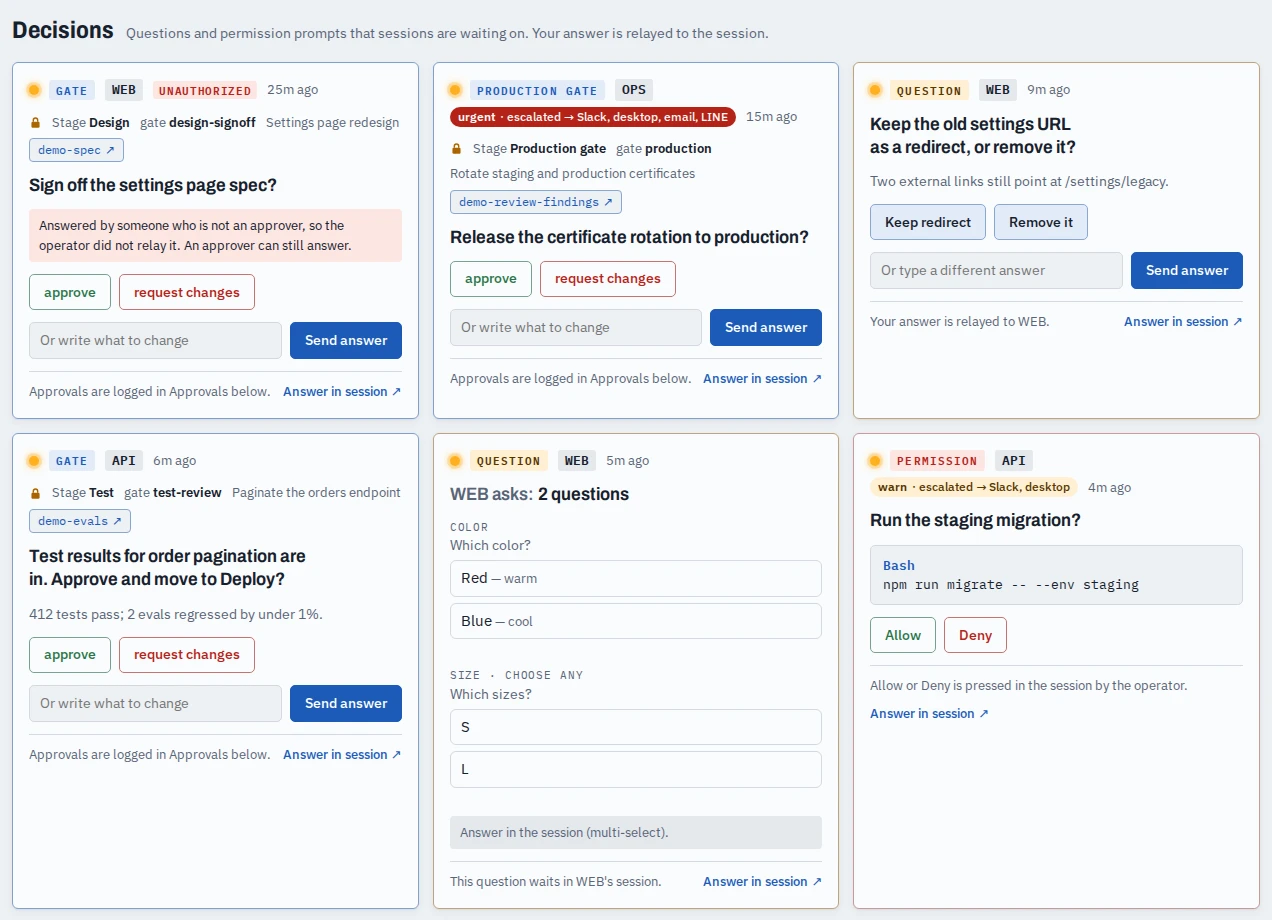 Decisions Questions and permission prompts that sessions are waiting on. Your answer is relayed to the session.
GATE WEB UNAUTHORIZED 25m ago
Stage Design gate design-signoff Settings page redesign
demo-spec ↗
Sign off the settings page spec?
Answered by someone who is not an approver, so the
operator did not relay it. An approver can still answer.
approve request changes
Or write what to change Send answer
Approvals are logged in Approvals below. Answer in session ↗
PRODUCTION GATE OPS
urgent · escalated → Slack, desktop, email, LINE 15m ago
Stage Production gate gate production
Rotate staging and production certificates
demo-review-findings ↗
Release the certificate rotation to production?
approve request changes
Or write what to change Send answer
Approvals are logged in Approvals below. Answer in session ↗
QUESTION WEB 9m ago
Keep the old settings URL
as a redirect, or remove it?
Two external links still point at /settings/legacy.
Keep redirect Remove it
Or type a different answer Send answer
Your answer is relayed to WEB. Answer in session ↗
GATE API 6m ago
Stage Test gate test-review Paginate the orders endpoint
demo-evals ↗
Test results for order pagination are
in. Approve and move to Deploy?
412 tests pass; 2 evals regressed by under 1%.
approve request changes
Or write what to change Send answer
Approvals are logged in Approvals below. Answer in session ↗
QUESTION WEB 5m ago
WEB asks: 2 questions
COLOR
Which color?
Red — warm
Blue — cool
SIZE · CHOOSE ANY
Which sizes?
S
L
Answer in the session (multi-select).
This question waits in WEB's session. Answer in session ↗
PERMISSION API
warn · escalated → Slack, desktop 4m ago
Run the staging migration?
Bash
npm run migrate -- --env staging
Allow Deny
Allow or Deny is pressed in the session by the operator.
Answer in session ↗